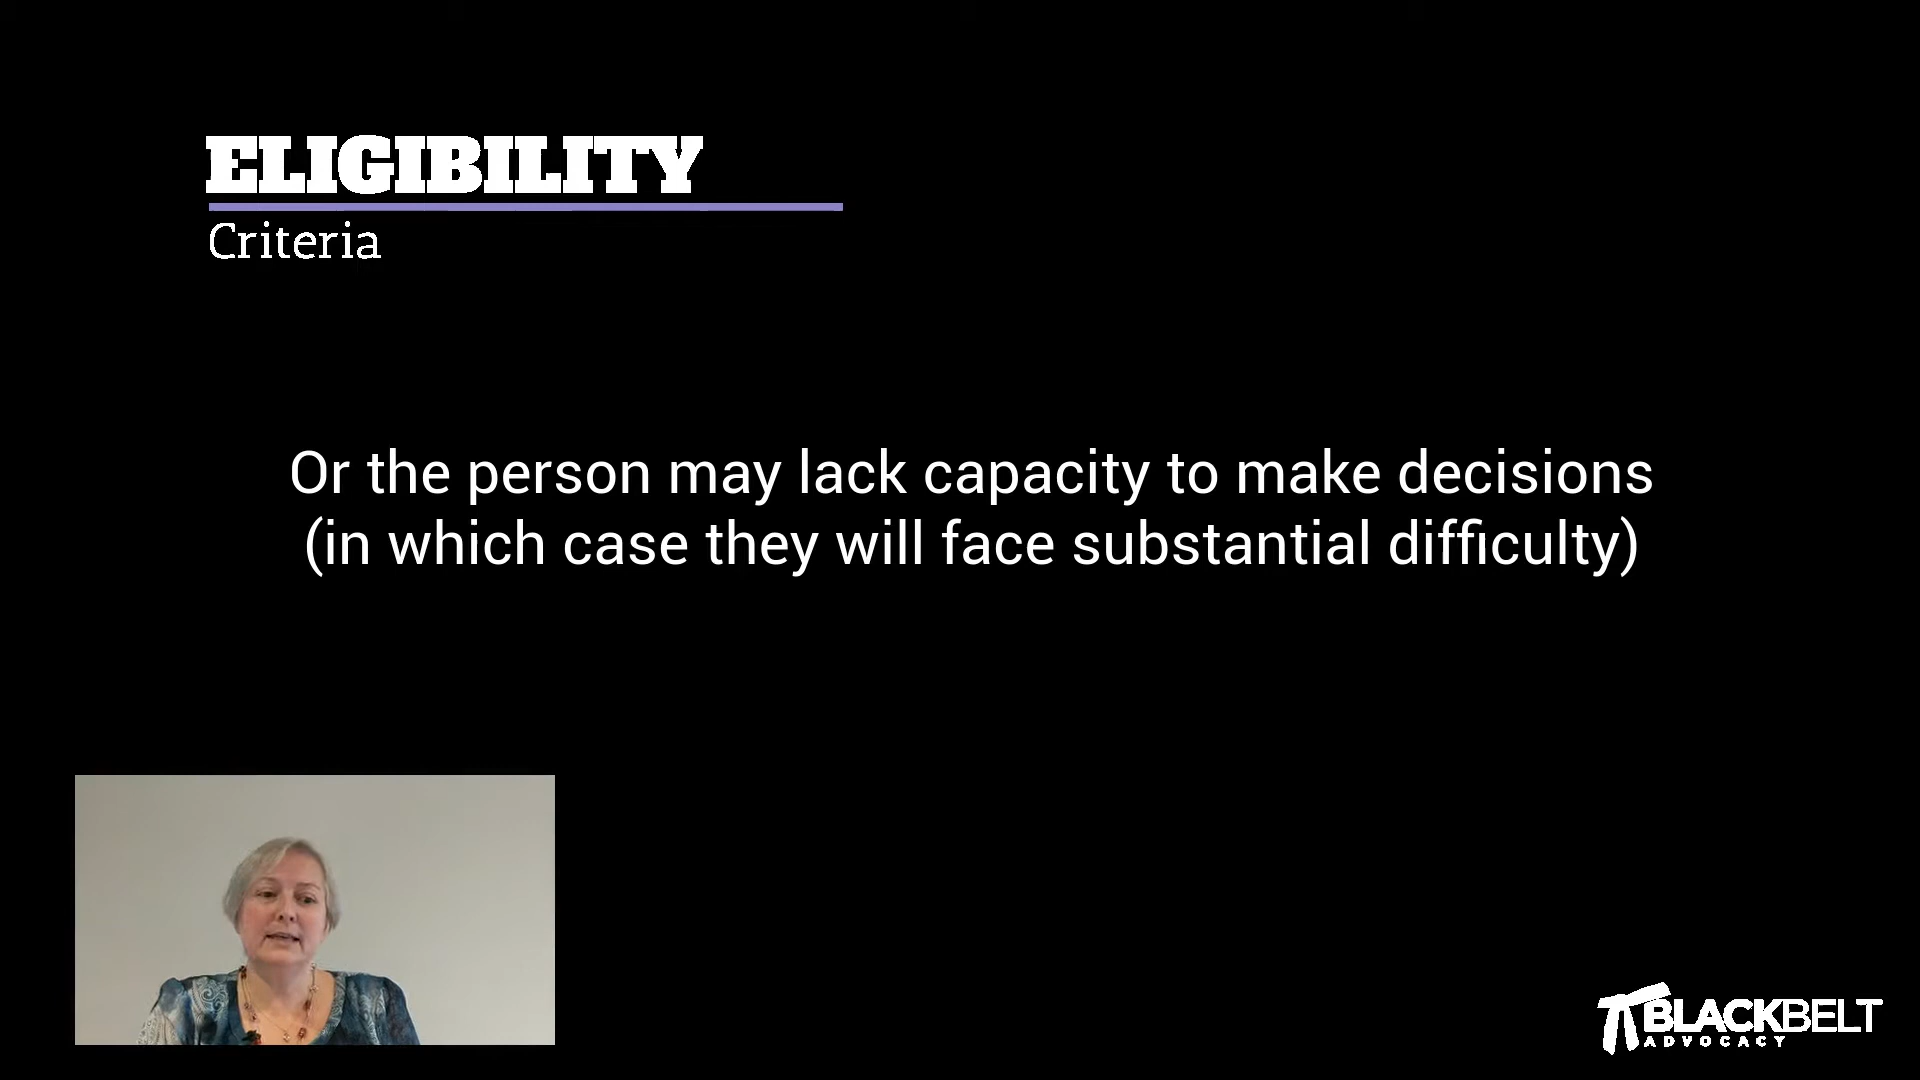 ELIGIBILITY
Criteria
Or the person may lack capacity to make decisions
(in which case they will face substantial difficulty)
BLACKBELT
ADVOCACY